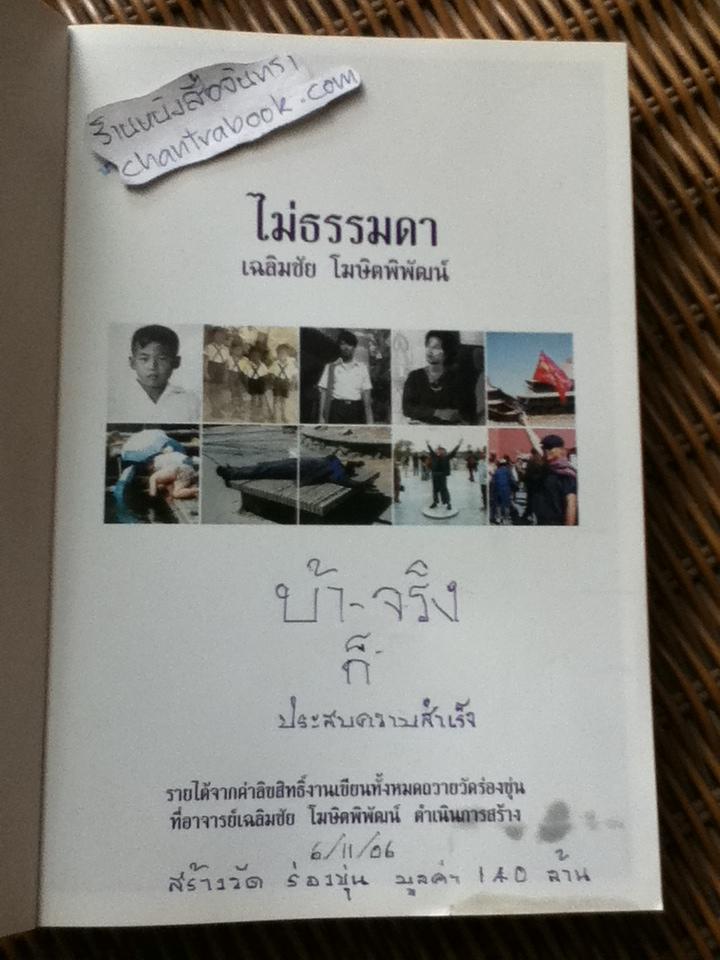 ร้านหนังสือจันทรา
chantrabook.com
ไม่ธรรมดา
เฉลิมชัย โฆษิตพิพัฒน์
บ้า-จริง
ก็
ประสบความสำเร็จ
รายได้จากค่าลิขสิทธิ์งานเขียนทั้งหมดถวายวัดร่องขุ่น
ที่อาจารย์เฉลิมชัย โฆษิตพิพัฒน์ ดำเนินการสร้าง
6/11/06
สร้างวัด ร่องขุ่น มูลค่า 140 ล้าน